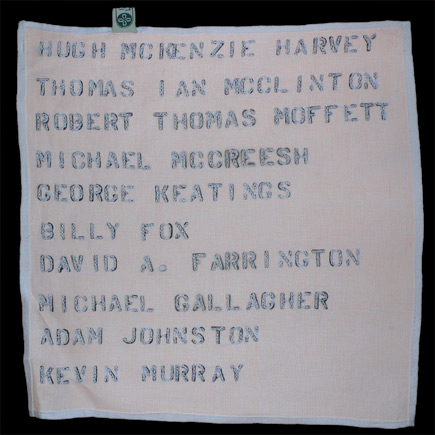 HUGH MCKENZIE HARVEY
THOMAS IAN MCCLINTON
ROBERT THOMAS MOFFETT
MICHAEL MCCREESH
GEORGE KEATINGS
BILLY FOX
DAVID A. FARRINGTON
MICHAEL GALLAGHER
ADAM JOHNSTON
KEVIN MURRAY